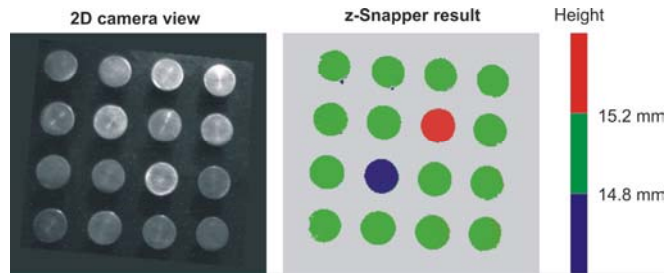 2D camera view
z-Snapper result
Height
15.2 mm
14.8 mm